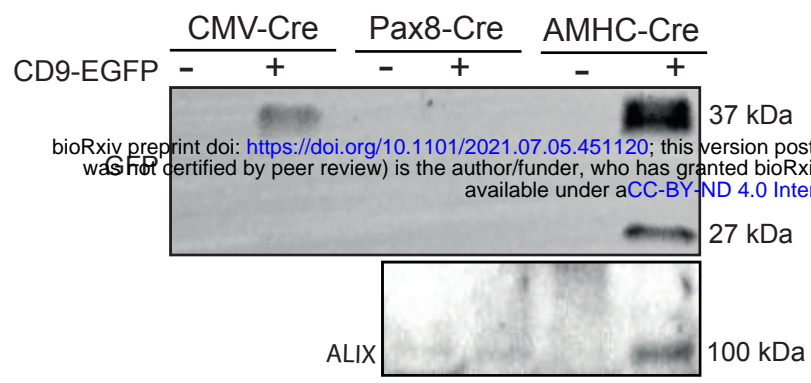 CMV-Cre Pax8-Cre AMHC-Cre
CD9-EGFP - + - + - +
37 kDa
bioRxiv preprint doi: https://doi.org/10.1101/2021.07.05.451120; this version post
was not certified by peer review) is the author/funder, who has granted bioRxi
GFP
available under aCC-BY-ND 4.0 Inter
27 kDa
ALIX 100 kDa